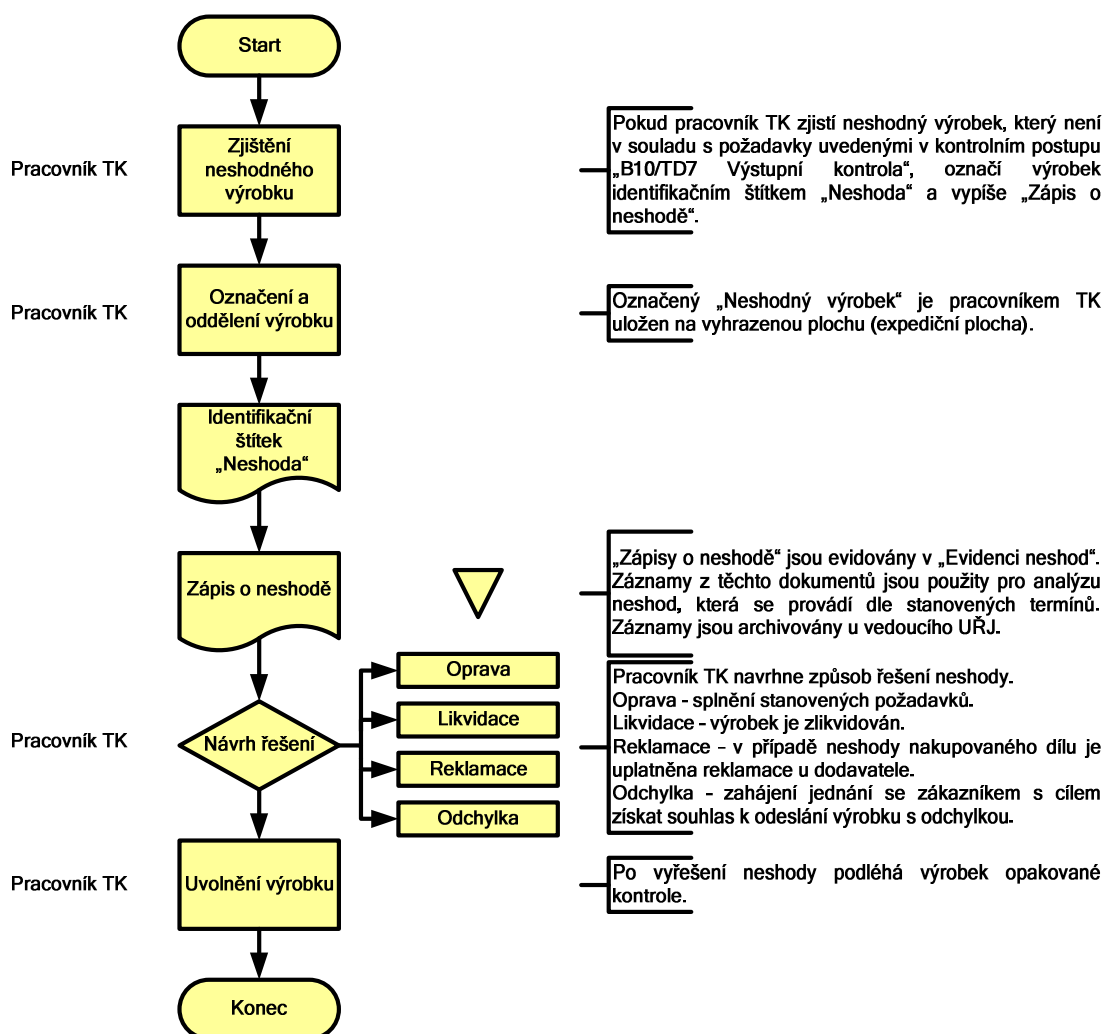 Start
Pracovník TK
Zjištění
neshodného
výrobku
Pokud pracovník TK zjistí neshodný výrobek, který není
v souladu s požadavky uvedenými v kontrolním postupu
„B10/TD7 Výstupní kontrola“, označí výrobek
identifikačním štítkem „Neshoda“ a vypíše „Zápis o
neshodě“.
Pracovník TK
Označení a
oddělení výrobku
Označený „Neshodný výrobek“ je pracovníkem TK
uložen na vyhrazenou plochu (expediční plocha).
Identifikační
štítek
„Neshoda“
Zápis o neshodě
„Zápisy o neshodě“ jsou evidovány v „Evidenci neshod“.
Záznamy z těchto dokumentů jsou použity pro analýzu
neshod, která se provádí dle stanovených termínů.
Záznamy jsou archivovány u vedoucího UŘJ.
Pracovník TK
Návrh řešení
Oprava
Likvidace
Reklamace
Odchylka
Pracovník TK navrhne způsob řešení neshody.
Oprava - splnění stanovených požadavků.
Likvidace – výrobek je zlikvidován.
Reklamace – v případě neshody nakupovaného dílu je
uplatněna reklamace u dodavatele.
Odchylka – zahájení jednání se zákazníkem s cílem
získat souhlas k odeslání výrobku s odchylkou.
Pracovník TK
Uvolnění výrobku
Po vyřešení neshody podléhá výrobek opakované
kontrole.
Konec